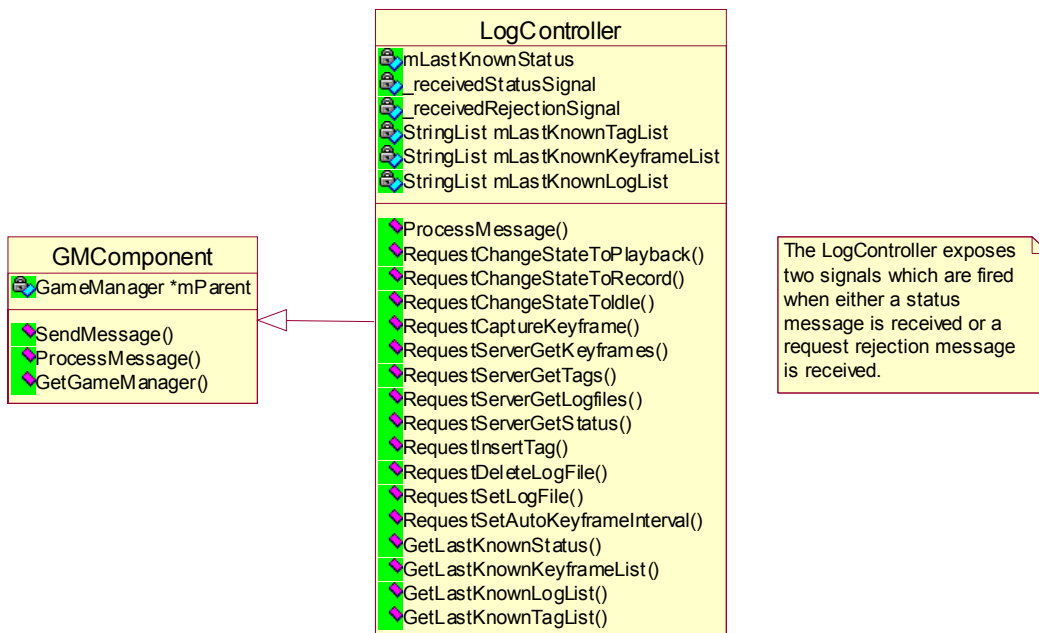 LogController
mLastKnownStatus
_receivedStatusSignal
_receivedRejectionSignal
StringList mLastKnownTagList
StringList mLastKnownKeyframeList
StringList mLastKnownLogList
ProcessMessage()
RequestChangeStateToPlayback()
RequestChangeStateToRecord()
RequestChangeStateToIdle()
RequestCaptureKeyframe()
RequestServerGetKeyframes()
RequestServerGetTags()
RequestServerGetLogfiles()
RequestServerGetStatus()
RequestInsertTag()
RequestDeleteLogFile()
RequestSetLogFile()
RequestSetAutoKeyframeInterval()
GetLastKnownStatus()
GetLastKnownKeyframeList()
GetLastKnownLogList()
GetLastKnownTagList()
GMComponent
GameManager *mParent
SendMessage()
ProcessMessage()
GetGameManager()
The LogController exposes
two signals which are fired
when either a status
message is received or a
request rejection message
is received.